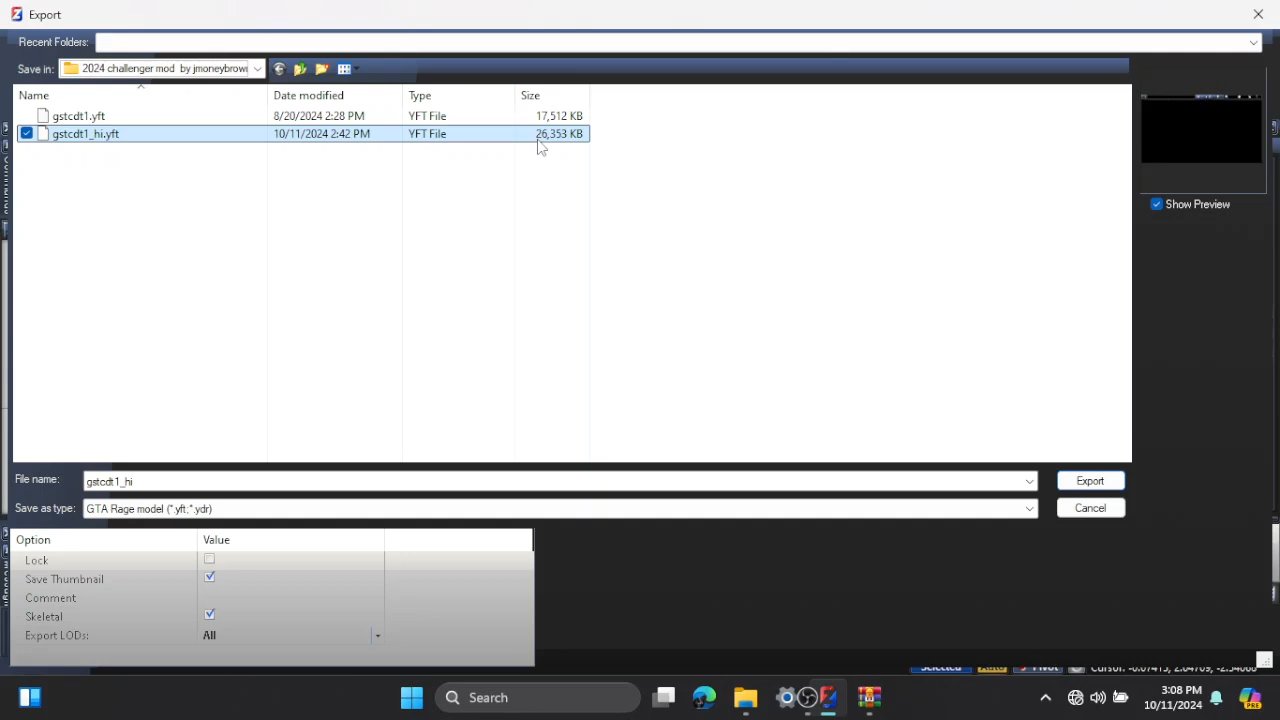 Export
Recent Folders:
Save in: 2024 challenger mod by jmoneybrow
Name Date modified Type Size
gstcdt1.yft 8/20/2024 2:28 PM YFT File 17,512 KB
gstcdt1_hi.yft 10/11/2024 2:42 PM YFT File 26,353 KB
Show Preview
File name: gstcdt1_hi Export
Save as type: GTA Rage model (*.yft;*.ydr) Cancel
Option Value
Lock
Save Thumbnail
Comment
Skeletal
Export LODs: All
Search
3:08 PM
10/11/2024
PRE